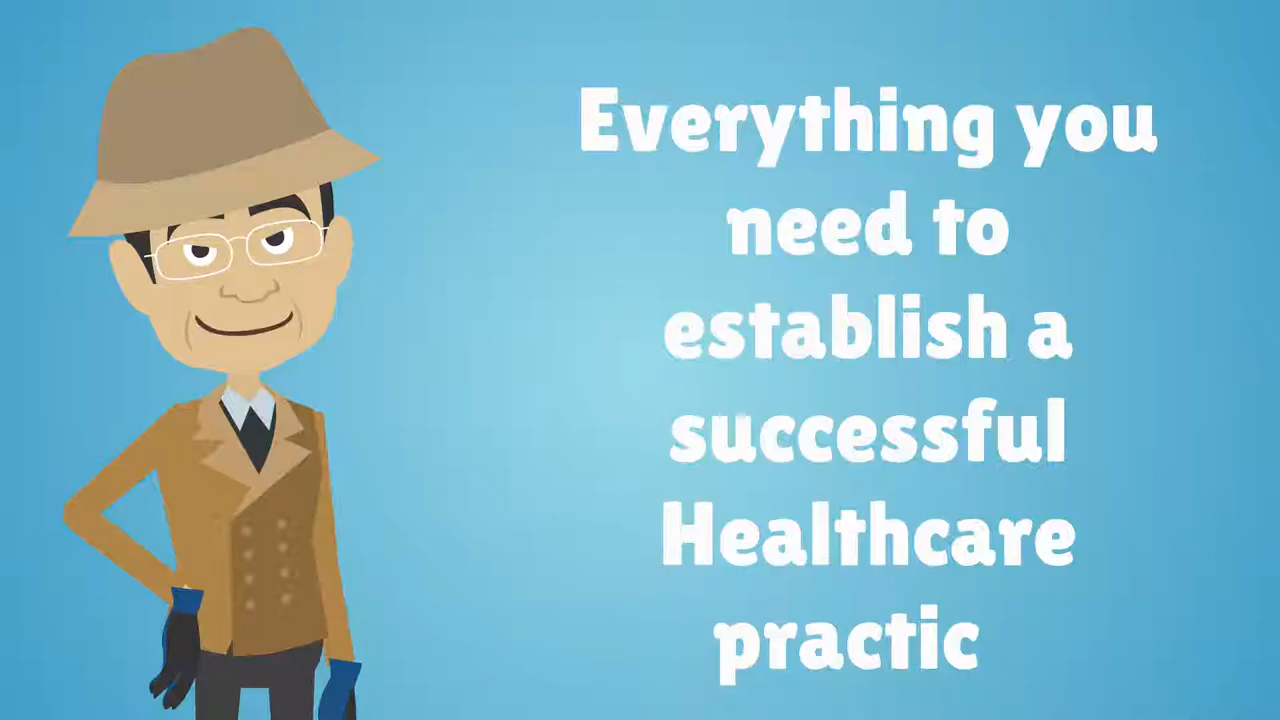 Everything you
need to
establish a
successful
Healthcare
practic